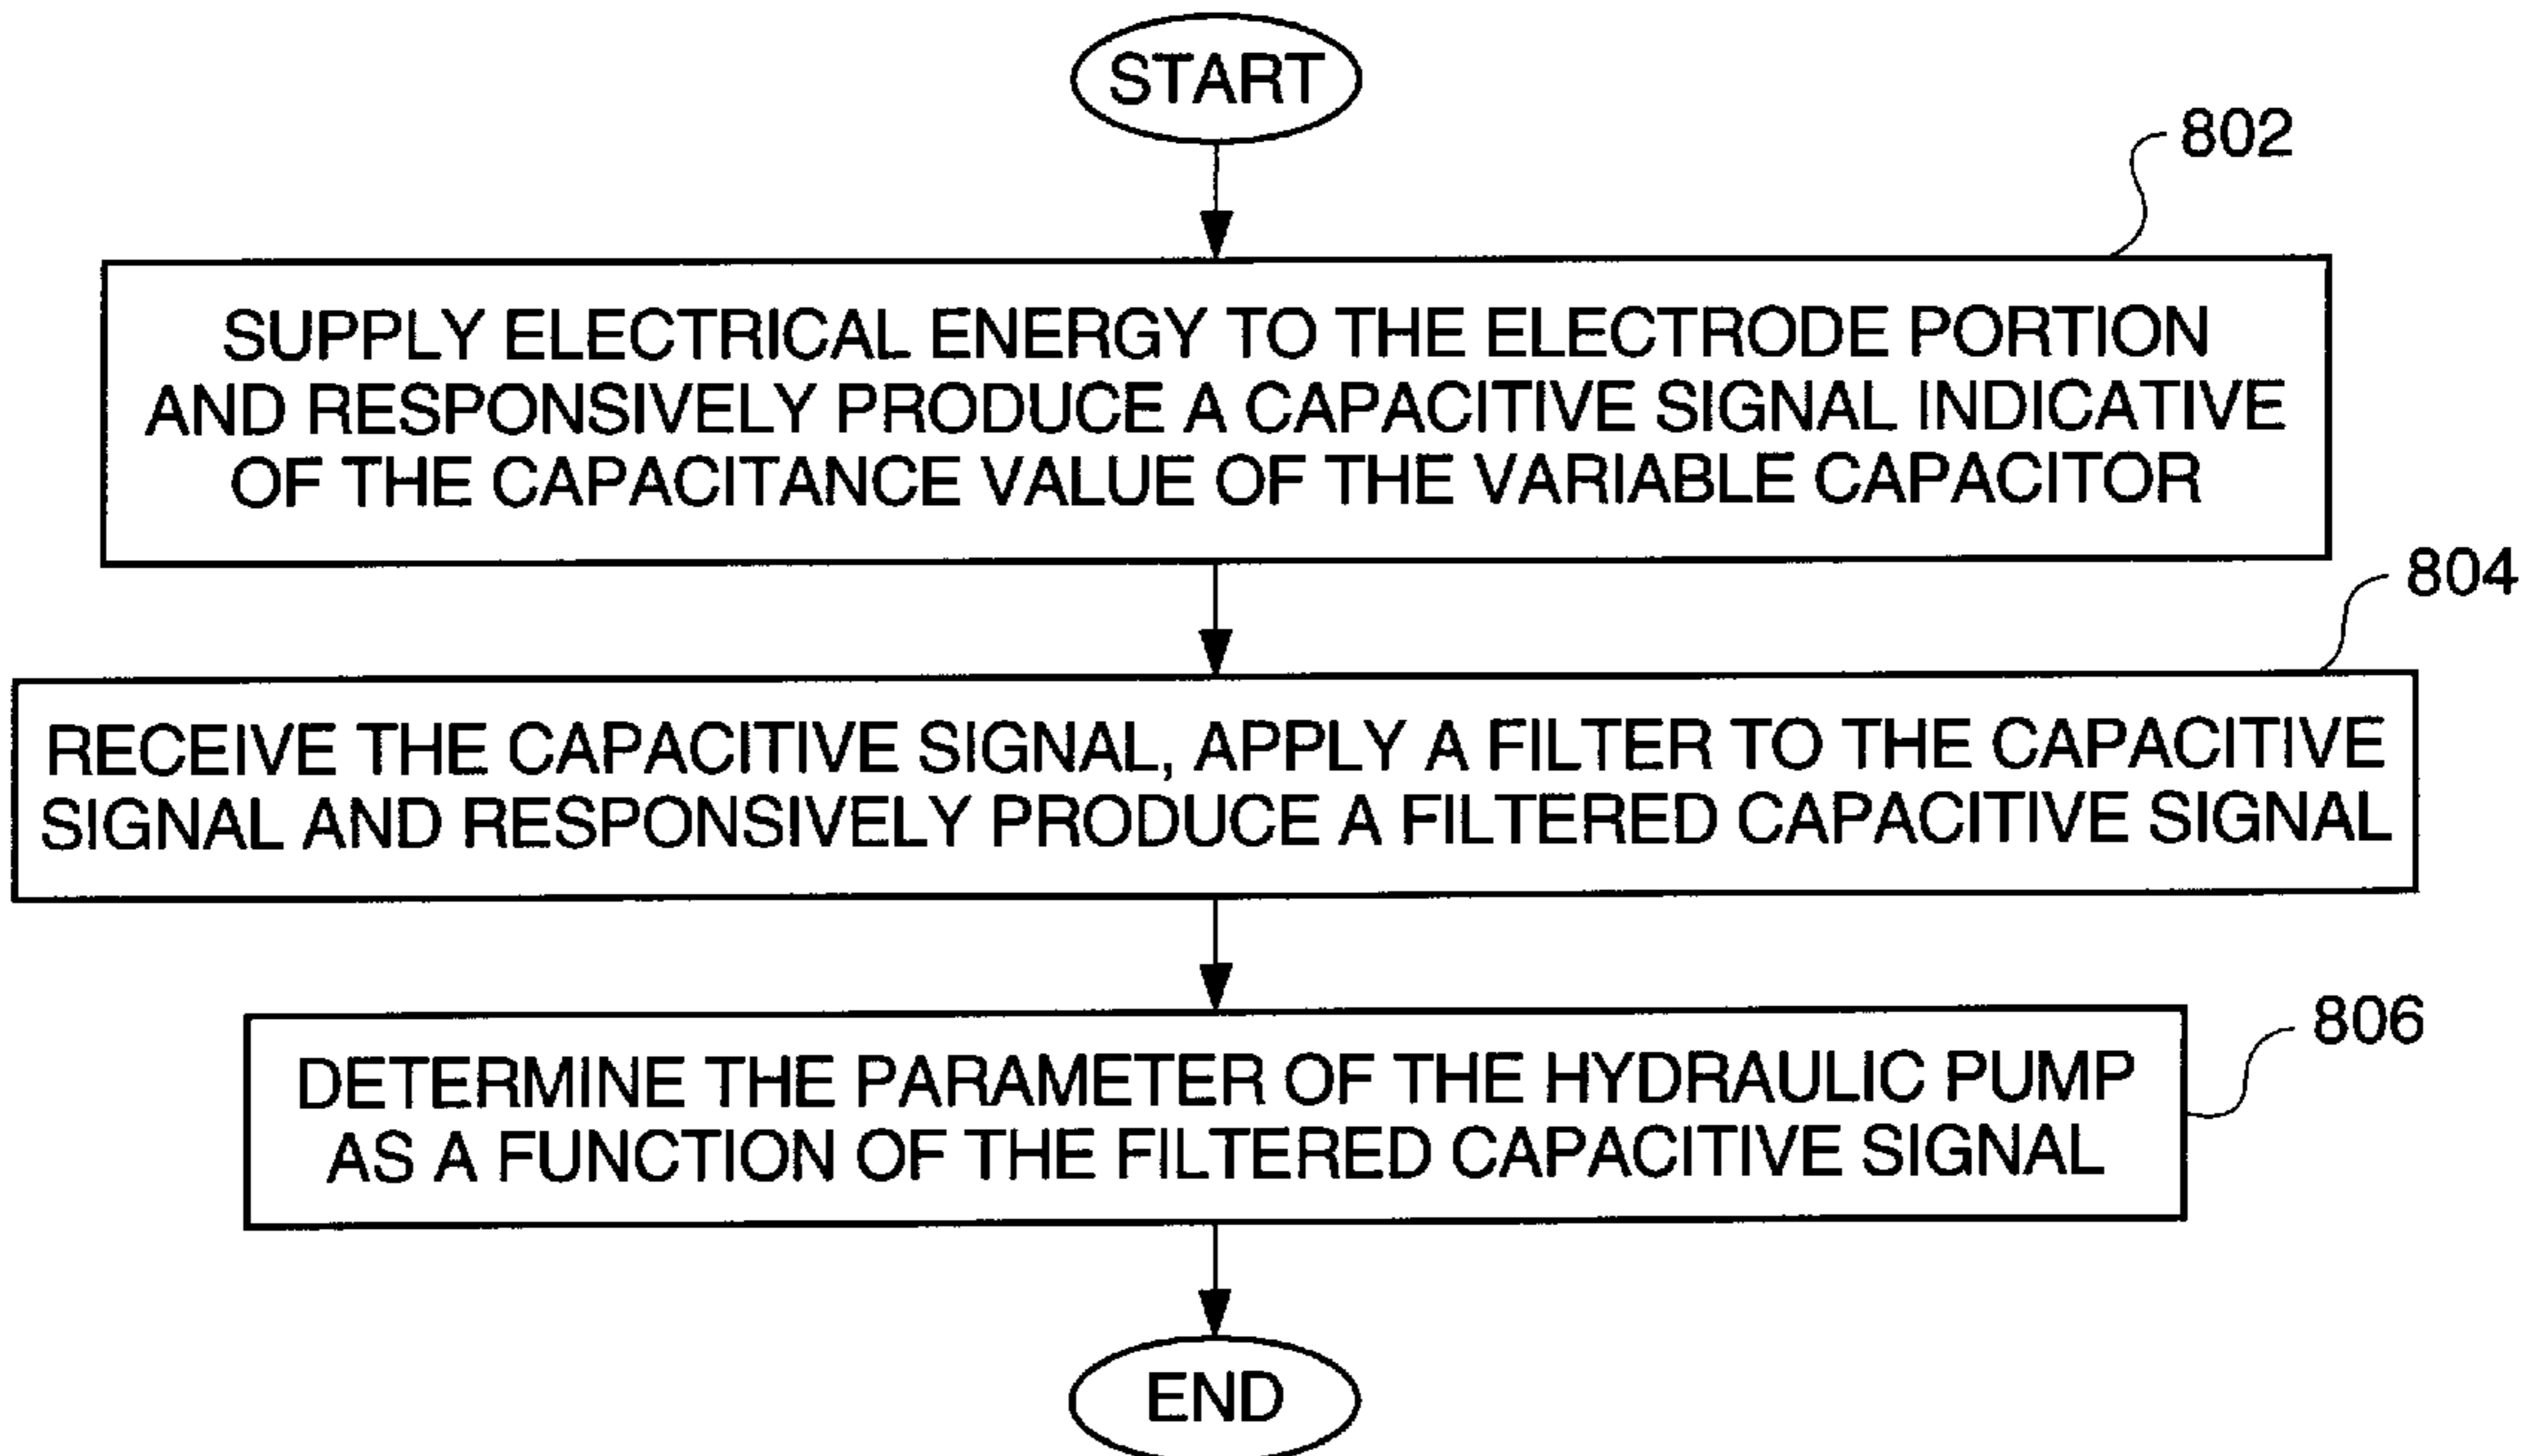 START
802
SUPPLY ELECTRICAL ENERGY TO THE ELECTRODE PORTION
AND RESPONSIVELY PRODUCE A CAPACITIVE SIGNAL INDICATIVE
OF THE CAPACITANCE VALUE OF THE VARIABLE CAPACITOR
804
RECEIVE THE CAPACITIVE SIGNAL, APPLY A FILTER TO THE CAPACITIVE
SIGNAL AND RESPONSIVELY PRODUCE A FILTERED CAPACITIVE SIGNAL
806
DETERMINE THE PARAMETER OF THE HYDRAULIC PUMP
AS A FUNCTION OF THE FILTERED CAPACITIVE SIGNAL
END